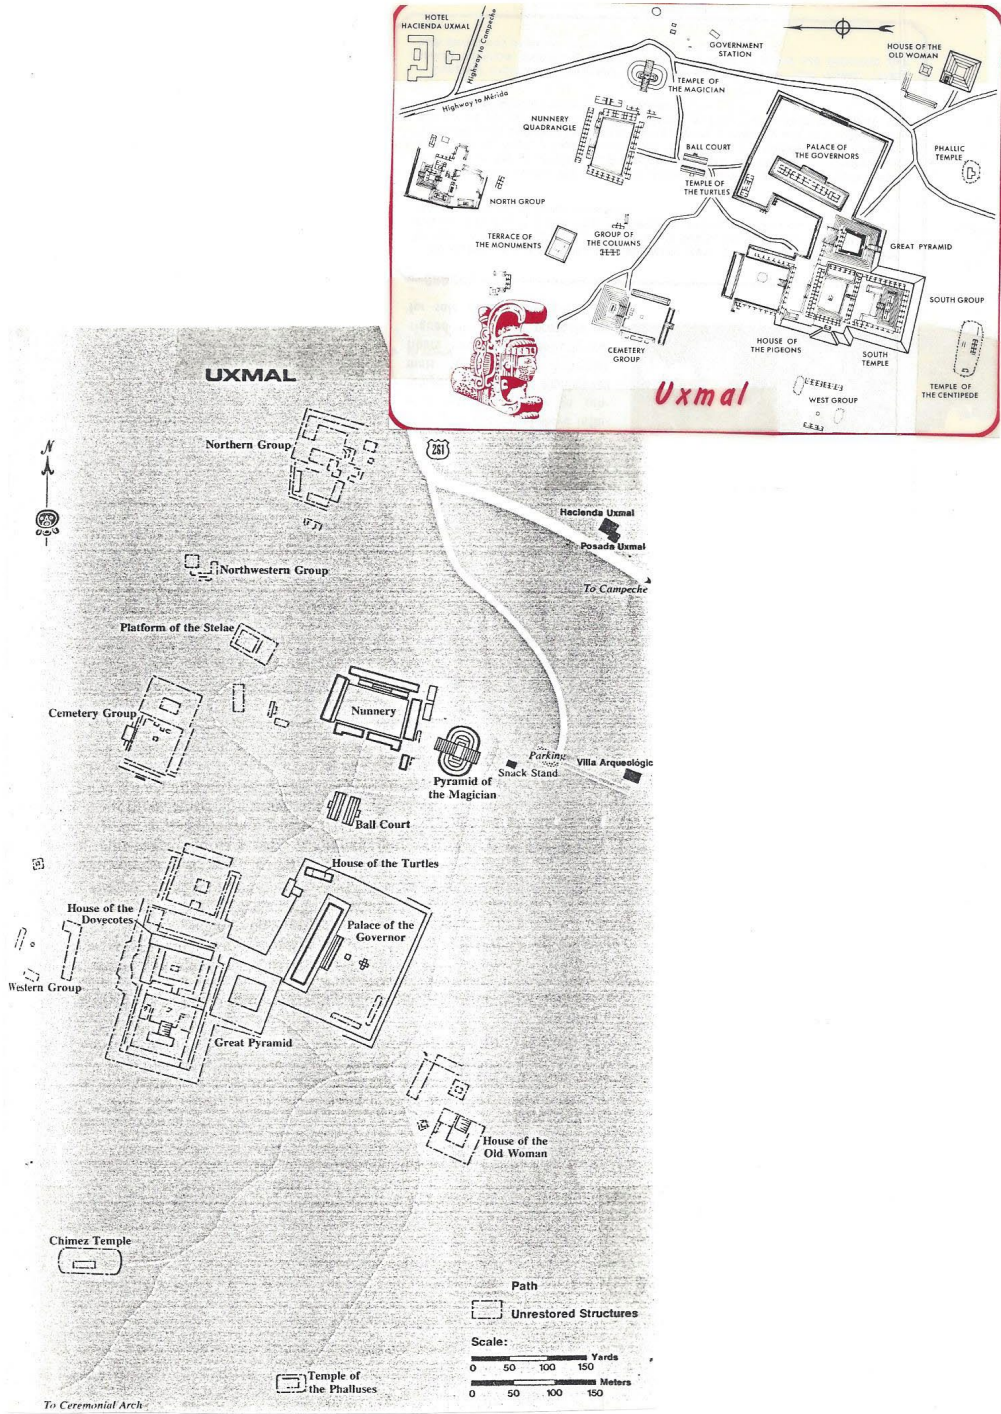 HOTEL
HACIENDA UXMAL
Highway to Campeche
Highway to Mérida
GOVERNMENT
STATION
HOUSE OF THE
OLD WOMAN
TEMPLE OF
THE MAGICIAN
NUNNERY
QUADRANGLE
BALL COURT
PALACE OF
THE GOVERNORS
PHALLIC
TEMPLE
TEMPLE OF
THE TURTLES
NORTH GROUP
TERRACE OF
THE MONUMENTS
GROUP OF
THE COLUMNS
GREAT PYRAMID
SOUTH GROUP
CEMETERY
GROUP
HOUSE OF
THE PIGEONS
SOUTH
TEMPLE
TEMPLE OF
THE CENTIPEDE
WEST GROUP
Uxmal
UXMAL
N
Northern Group
261
Hacienda Uxmal
Posada Uxmal
To Campeche
Northwestern Group
Platform of the Stelae
Cemetery Group
Nunnery
Parking
Snack Stand
Villa Arqueológic
Pyramid of
the Magician
Ball Court
House of the Turtles
House of the
Dovecotes
Palace of the
Governor
Western Group
Great Pyramid
House of the
Old Woman
Chimez Temple
Path
Unrestored Structures
Scale:
Yards
0 50 100 150
Meters
0 50 100 150
Temple of
the Phalluses
To Ceremonial Arch